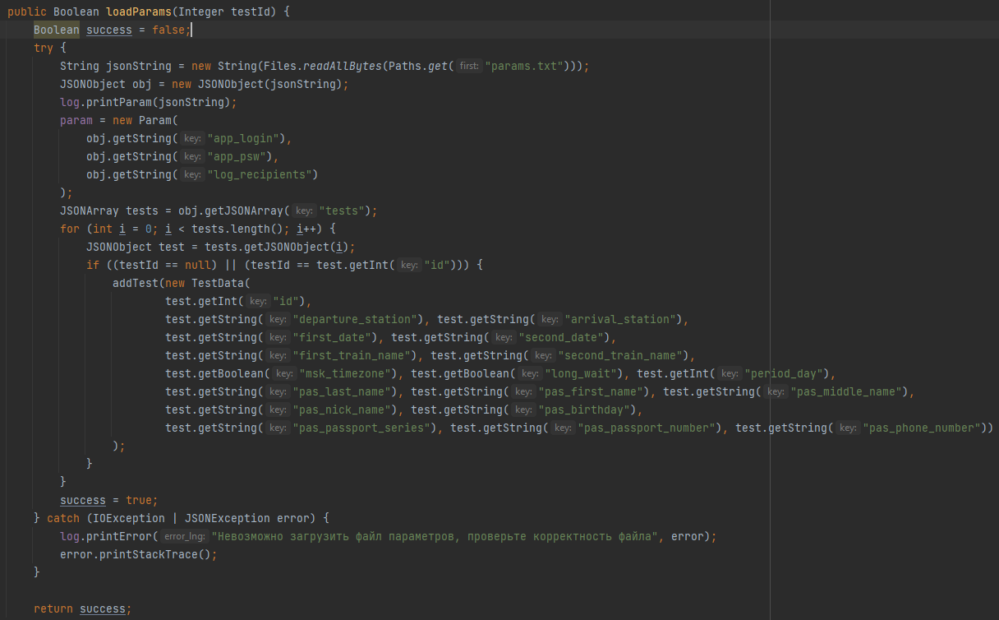 public Boolean loadParams(Integer testId) {
Boolean success = false;
try {
String jsonString = new String(Files.readAllBytes(Paths.get( first: "params.txt")));
JSONObject obj = new JSONObject(jsonString);
log.printParam(jsonString);
param = new Param(
obj.getString( key: "app_login"),
obj.getString( key: "app_psw"),
obj.getString( key: "log_recipients")
);
JSONArray tests = obj.getJSONArray( key: "tests");
for (int i = 0; i < tests.length(); i++) {
JSONObject test = tests.getJSONObject(i);
if ((testId == null) || (testId == test.getInt( key: "id"))) {
addTest(new TestData(
test.getInt( key: "id"),
test.getString( key: "departure_station"), test.getString( key: "arrival_station"),
test.getString( key: "first_date"), test.getString( key: "second_date"),
test.getString( key: "first_train_name"), test.getString( key: "second_train_name"),
test.getBoolean( key: "msk_timezone"), test.getBoolean( key: "long_wait"), test.getInt( key: "period_day"),
test.getString( key: "pas_last_name"), test.getString( key: "pas_first_name"), test.getString( key: "pas_middle_name"),
test.getString( key: "pas_nick_name"), test.getString( key: "pas_birthday"),
test.getString( key: "pas_passport_series"), test.getString( key: "pas_passport_number"), test.getString( key: "pas_phone_number"))
);
}
}
success = true;
} catch (IOException | JSONException error) {
log.printError( error_lng: "Невозможно загрузить файл параметров, проверьте корректность файла", error);
error.printStackTrace();
}
return success;